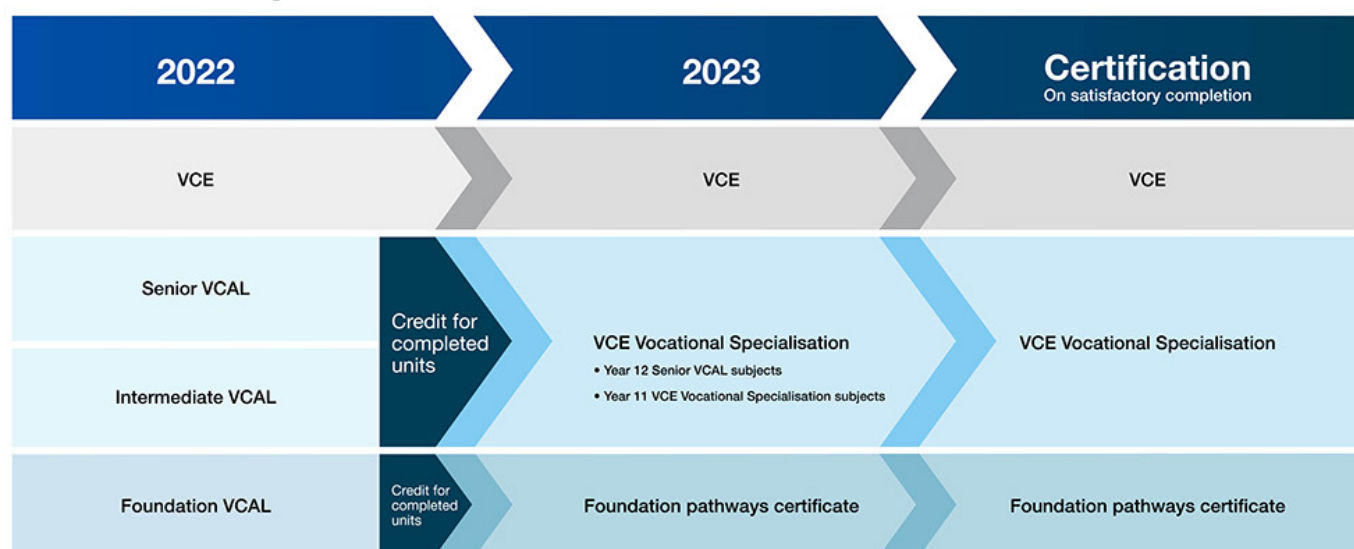 2022
2023
Certification
On satisfactory completion
VCE
VCE
VCE
Senior VCAL
Intermediate VCAL
Credit for
completed
units
VCE Vocational Specialisation
• Year 12 Senior VCAL subjects
• Year 11 VCE Vocational Specialisation subjects
VCE Vocational Specialisation
Foundation VCAL
Credit for
completed
units
Foundation pathways certificate
Foundation pathways certificate